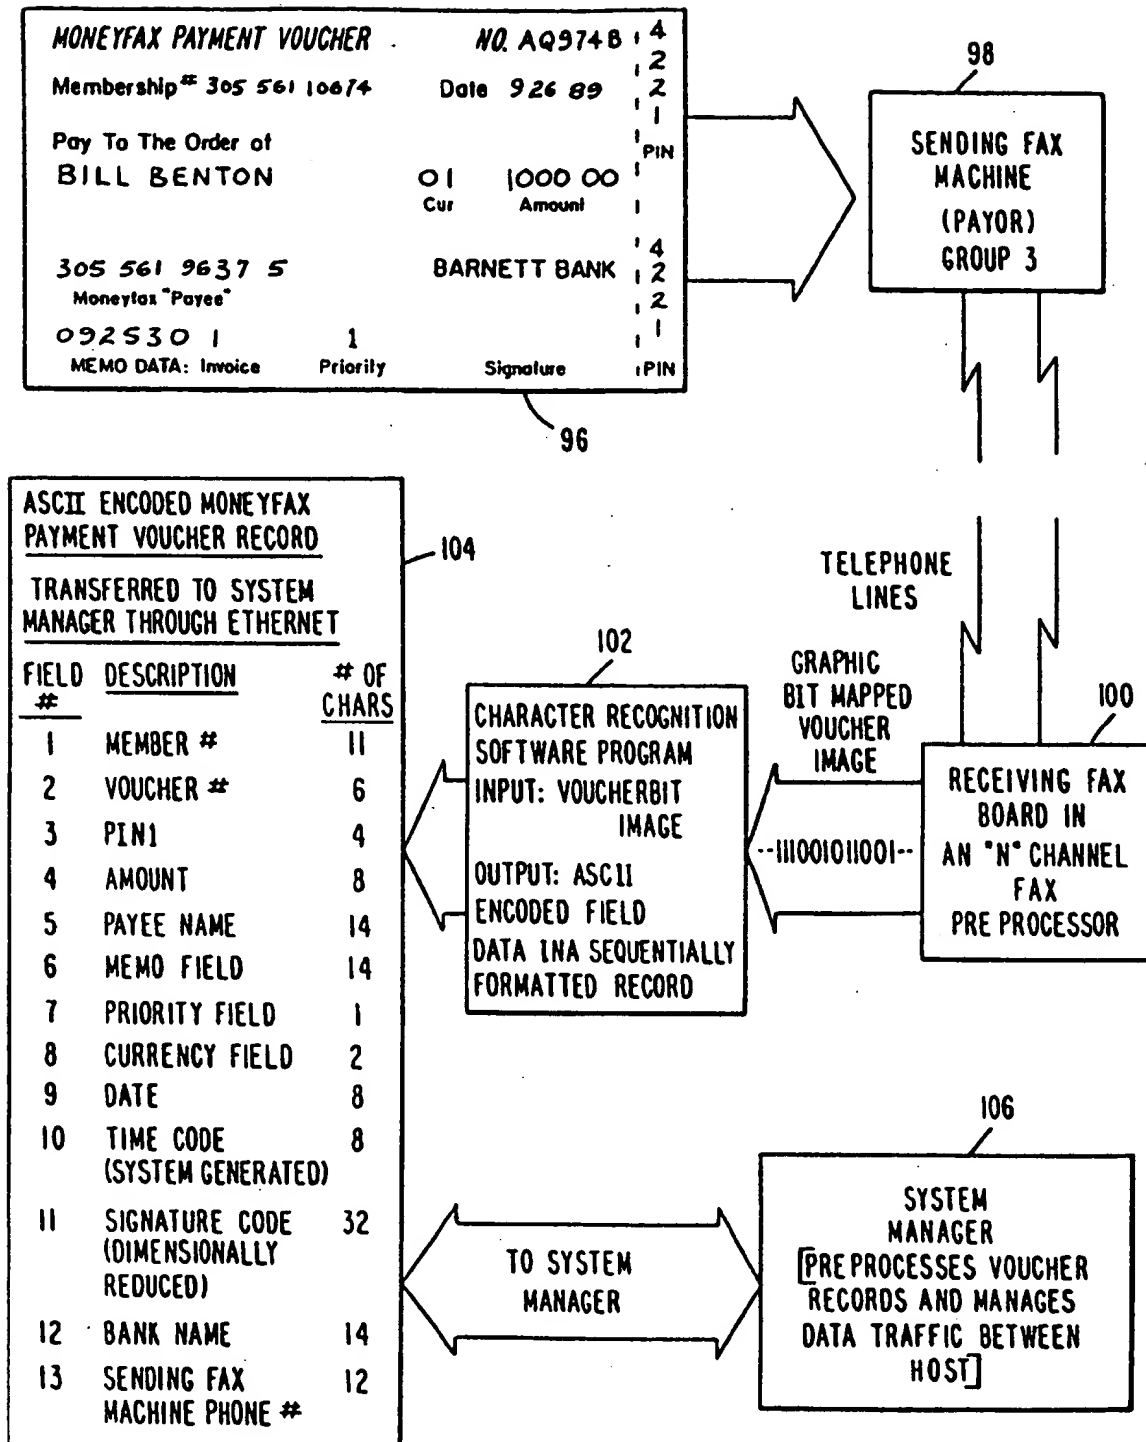 MONEYFAX PAYMENT VOUCHER NO. AQ974B
Membership# 305 561 10674 Date 9 26 89
Pay To The Order of
BILL BENTON 01 1000 00
Cur Amount
305 561 9637 5 BARNETT BANK
Moneyfax "Payee"
092530 1 1
MEMO DATA: Invoice Priority Signature
4
2
2
1
PIN
4
2
2
1
PIN
96
98
SENDING FAX
MACHINE
(PAYOR)
GROUP 3
TELEPHONE
LINES
100
RECEIVING FAX
BOARD IN
AN "N" CHANNEL
FAX
PRE PROCESSOR
GRAPHIC
BIT MAPPED
VOUCHER
IMAGE
--111001011001--
102
CHARACTER RECOGNITION
SOFTWARE PROGRAM
INPUT: VOUCHERBIT
IMAGE
OUTPUT: ASC11
ENCODED FIELD
DATA INA SEQUENTIALLY
FORMATTED RECORD
104
ASCII ENCODED MONEYFAX
PAYMENT VOUCHER RECORD
TRANSFERRED TO SYSTEM
MANAGER THROUGH ETHERNET
FIELD DESCRIPTION # OF
# CHARS
1 MEMBER # 11
2 VOUCHER # 6
3 PIN1 4
4 AMOUNT 8
5 PAYEE NAME 14
6 MEMO FIELD 14
7 PRIORITY FIELD 1
8 CURRENCY FIELD 2
9 DATE 8
10 TIME CODE 8
(SYSTEM GENERATED)
11 SIGNATURE CODE 32
(DIMENSIONALLY
REDUCED)
12 BANK NAME 14
13 SENDING FAX 12
MACHINE PHONE #
TO SYSTEM
MANAGER
106
SYSTEM
MANAGER
[PREPROCESSES VOUCHER
RECORDS AND MANAGES
DATA TRAFFIC BETWEEN
HOST]